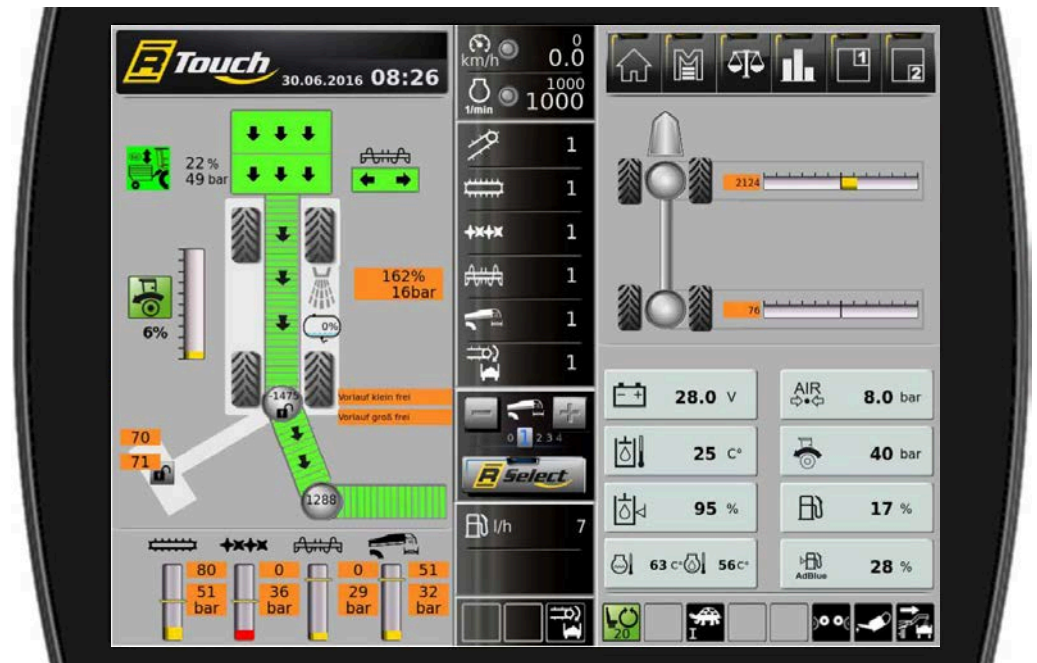 R Touch
30.06.2016 08:26
22 %
49 bar
6%
162%
16bar
0%
-1475
Vorlauf klein frei
Vorlauf groß frei
70
71
1288
80
51
bar
0
36
bar
0
29
bar
51
32
bar
km/h
0
0.0
1/min
1000
1000
1
1
1
1
1
1
0 1 2 3 4
R Select
l/h 7
1
2
2124
76
28.0 V
AIR 8.0 bar
25 C°
40 bar
95 %
17 %
63 C° 56C°
AdBlue 28 %
20
I